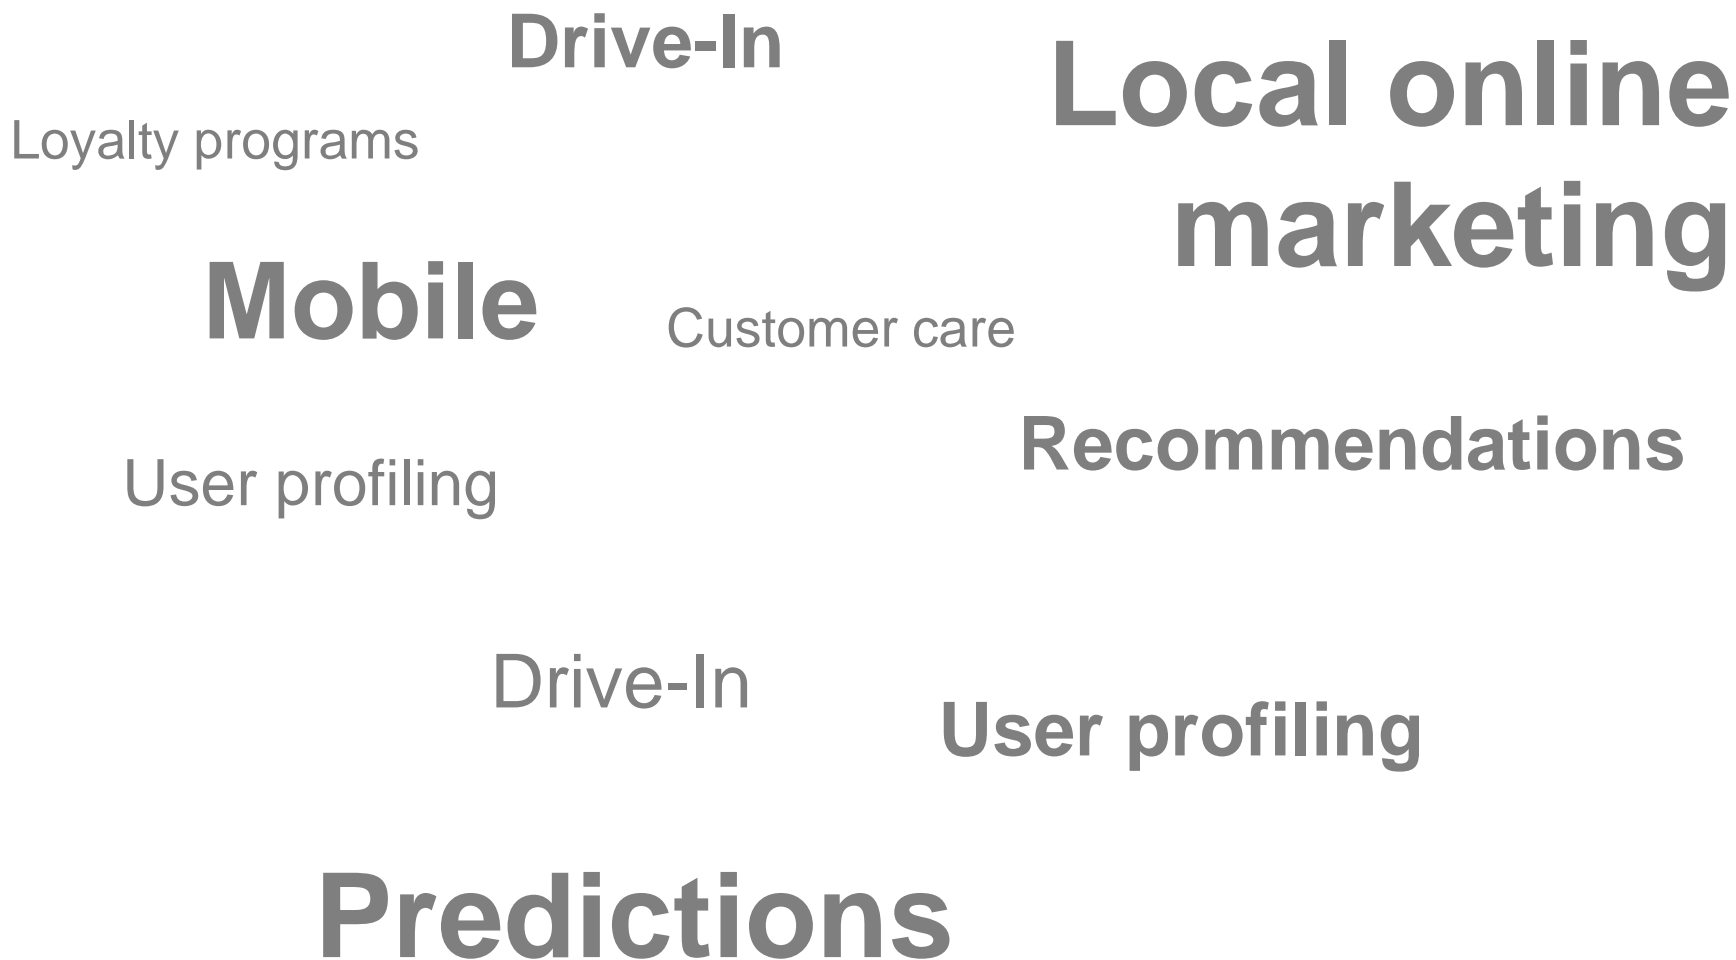 Drive-In
Local online
marketing
Loyalty programs
Mobile
Customer care
Recommendations
User profiling
Drive-In
User profiling
Predictions